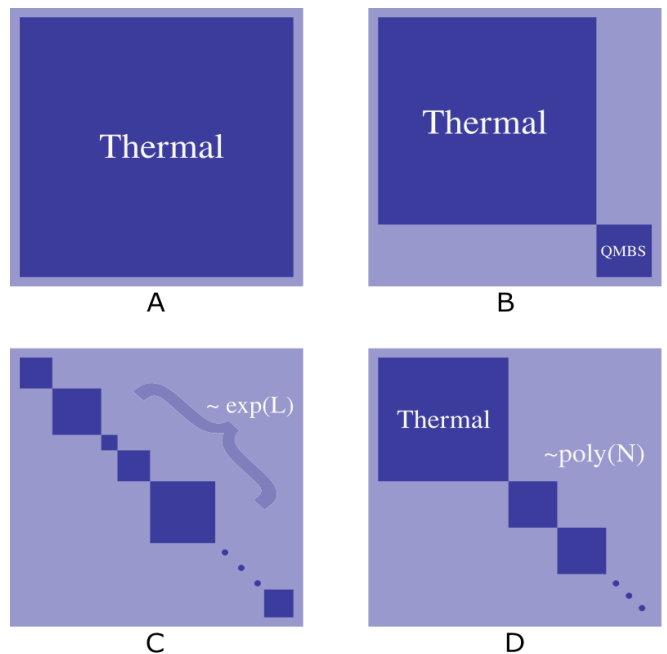 Thermal
A
Thermal
QMBS
B
~ exp(L)
C
Thermal
~poly(N)
D